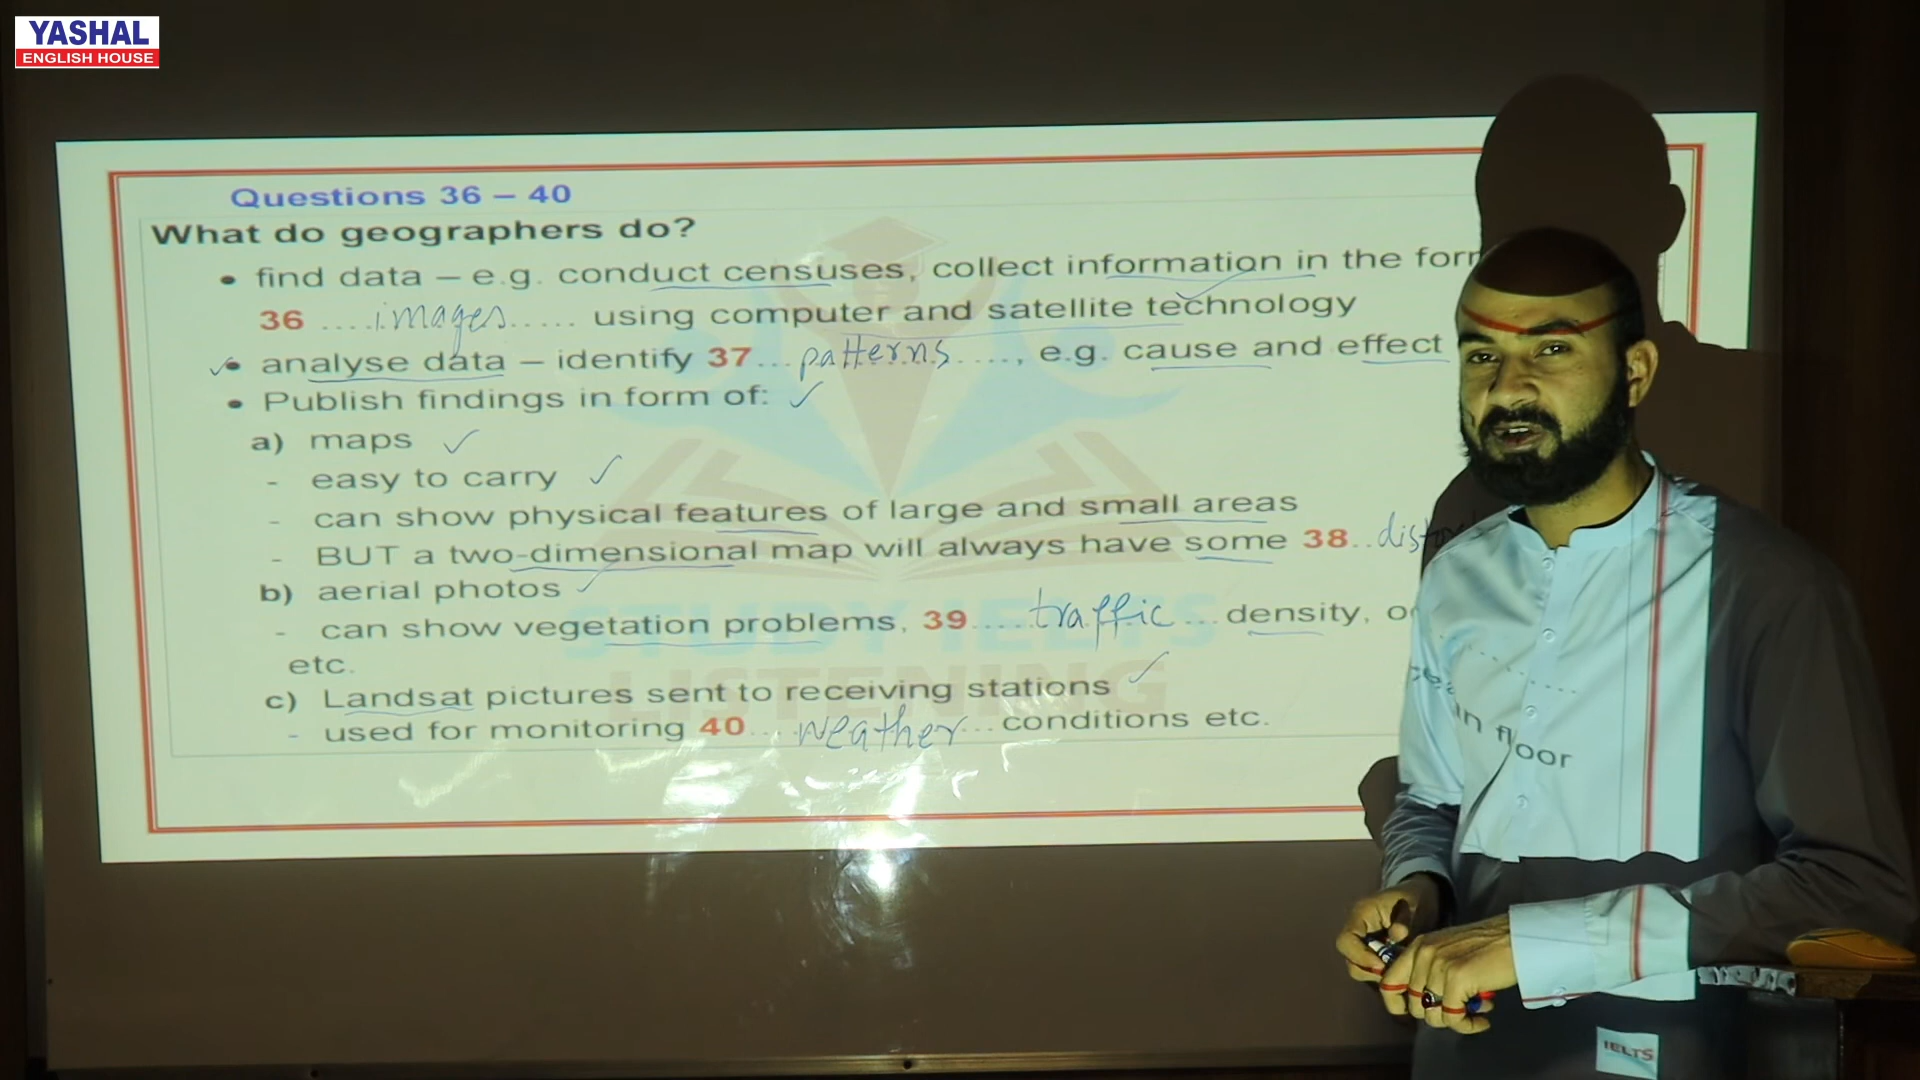 YASHAL
ENGLISH HOUSE
Questions 36 – 40
What do geographers do?
• find data – e.g. conduct censuses, collect information in the
36 ....images...... using computer and satellite technology
• analyse data – identify 37...patterns...., e.g. cause and effect
• Publish findings in form of:
a) maps
- easy to carry
- can show physical features of large and small areas
- BUT a two-dimensional map will always have some 38..
b) aerial photos
- can show vegetation problems, 39.....traffic... density,
etc.
c) Landsat pictures sent to receiving stations
- used for monitoring 40....weather...conditions etc.
floor
STUDY IELTS
LISTENING
IELTS